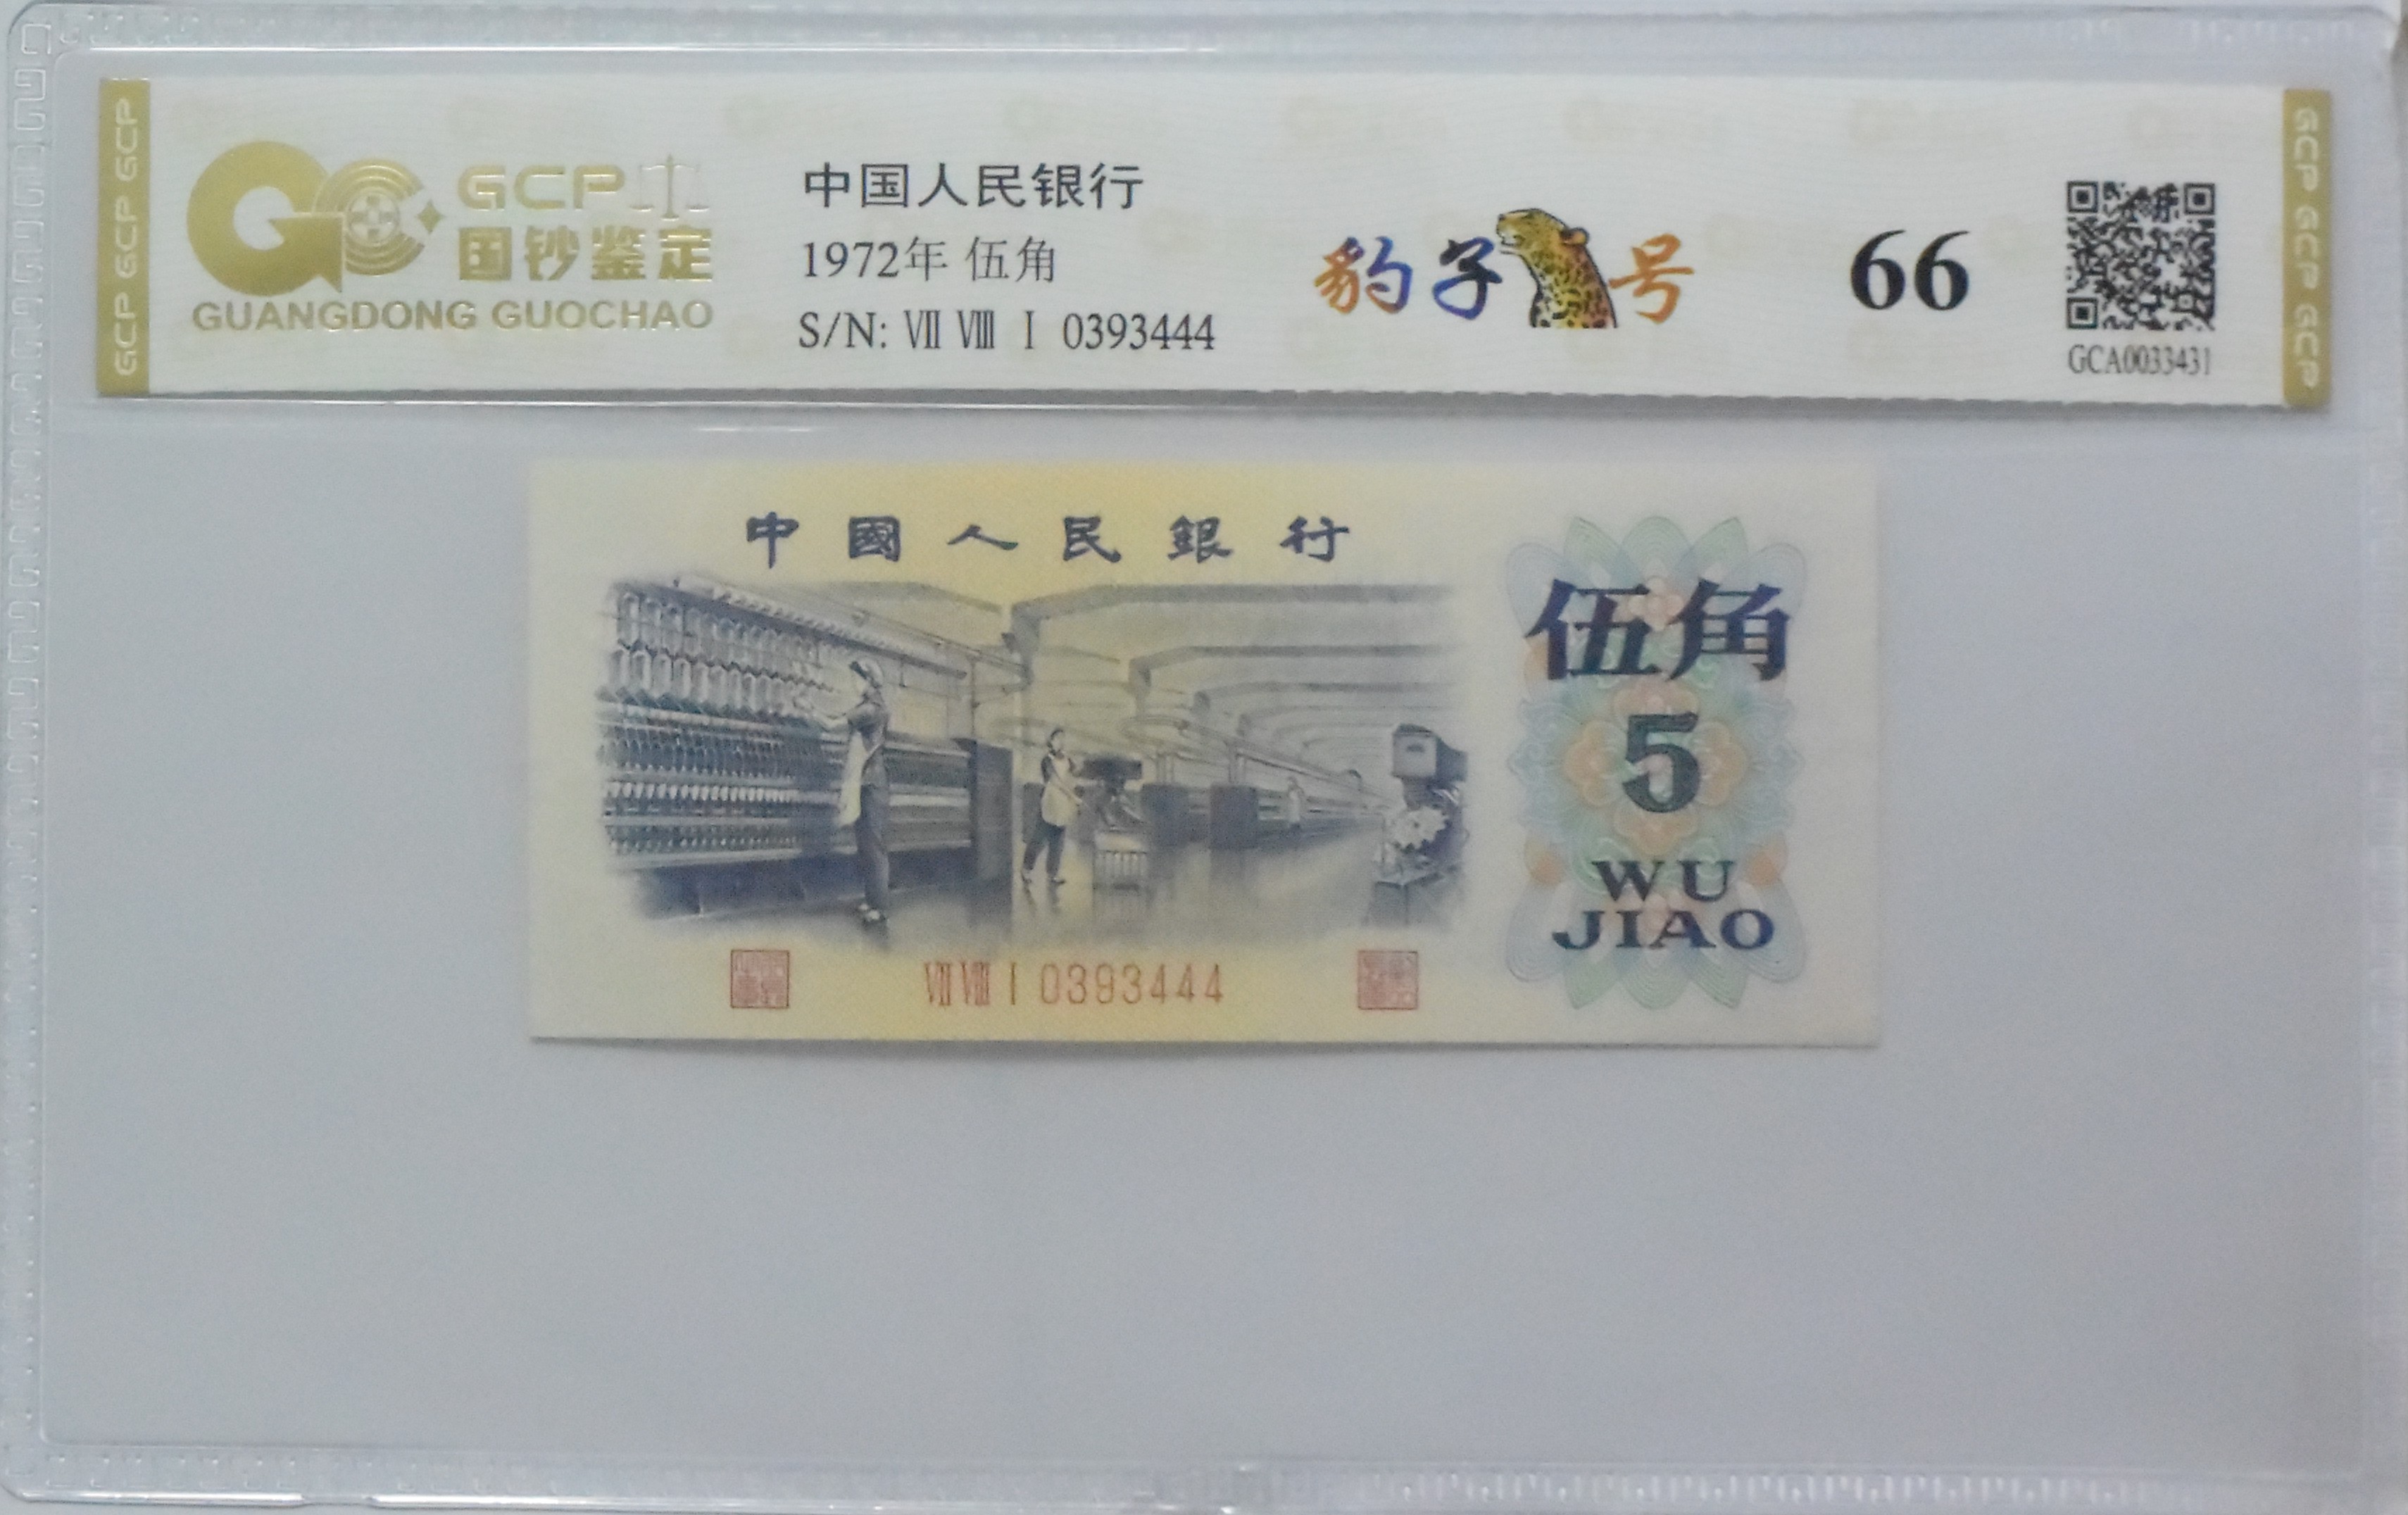 GCP GCP GCP
GCP
国钞鉴定
GUANGDONG GUOCHAO
中国人民银行
1972年 伍角
S/N: Ⅶ Ⅷ Ⅰ 0393444
豹子号
66
GCA0033431
GCP GCP GCP
中國人民銀行
伍角
5
WU
JIAO
Ⅶ Ⅷ Ⅰ 0393444